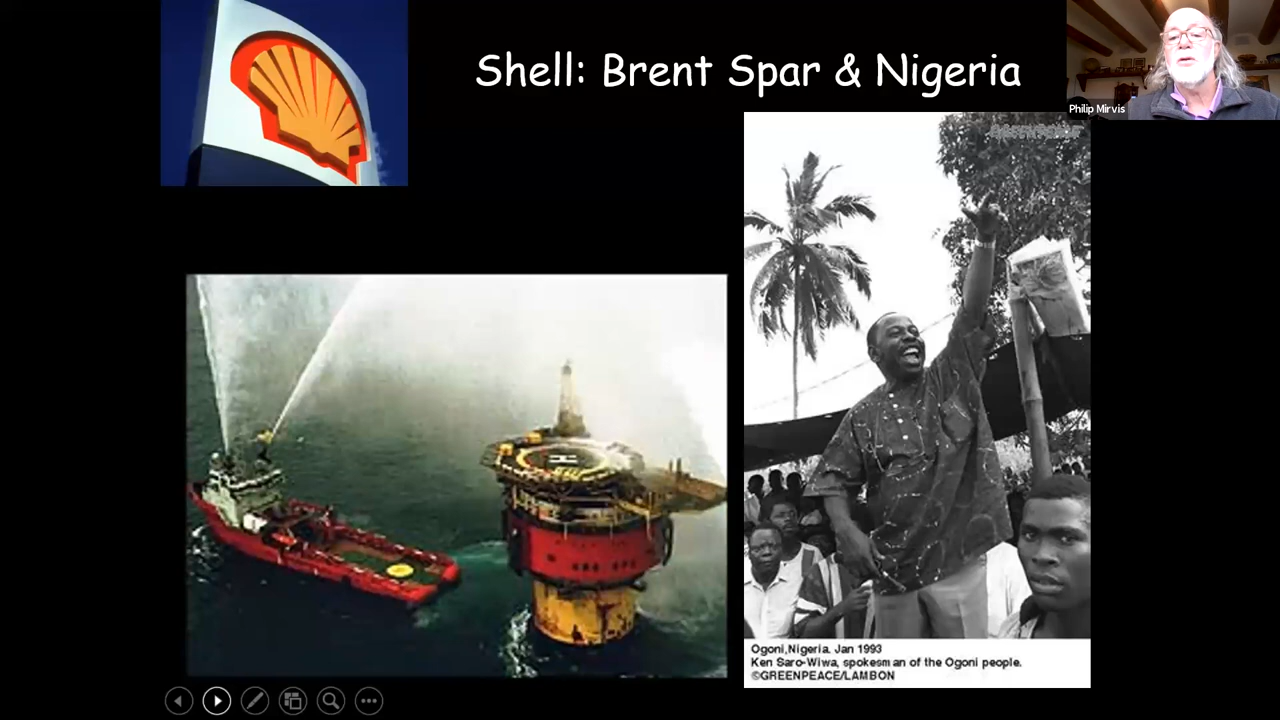 Shell: Brent Spar & Nigeria
Philip Mirvis
GREENPEACE
Ogoni,Nigeria. Jan 1993
Ken Saro-Wiwa, spokesman of the Ogoni people.
©GREENPEACE/LAMBON